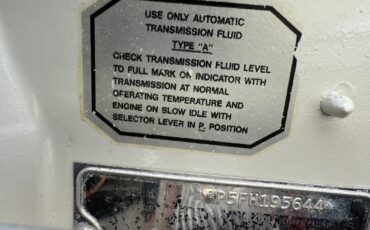 USE ONLY AUTOMATIC
TRANSMISSION FLUID
TYPE "A"
CHECK TRANSMISSION FLUID LEVEL
TO FULL MARK ON INDICATOR WITH
TRANSMISSION AT NORMAL
OPERATING TEMPERATURE AND
ENGINE ON SLOW IDLE WITH
SELECTOR LEVER IN P. POSITION
*P5FH195644*